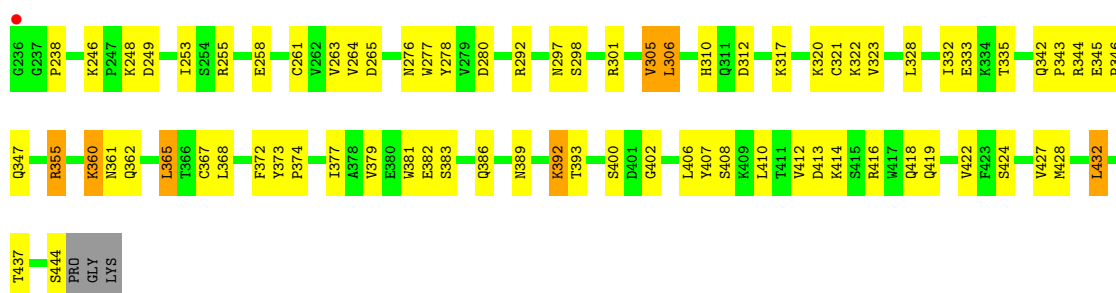 G236 G237 P238 K246 P247 K248 D249 I253 S254 R255 E258 C261 V262 V263 V264 D265 N276 W277 Y278 V279 D280 R292 N297 S298 R301 V305 L306 H310 Q311 D312 K317 K320 C321 K322 V323 L328 I332 E333 K334 T335 Q342 P343 R344 E345
Q347 R355 K360 N361 Q362 L365 T366 C367 L368 F372 Y373 P374 I377 A378 V379 E380 W381 E382 S383 Q386 N389 K392 T393 S400 D401 G402 L406 Y407 S408 K409 L410 T411 V412 D413 K414 S415 R416 W417 Q418 Q419 V422 F423 S424 V427 M428 L432
T437 S444 PRO GLY LYS